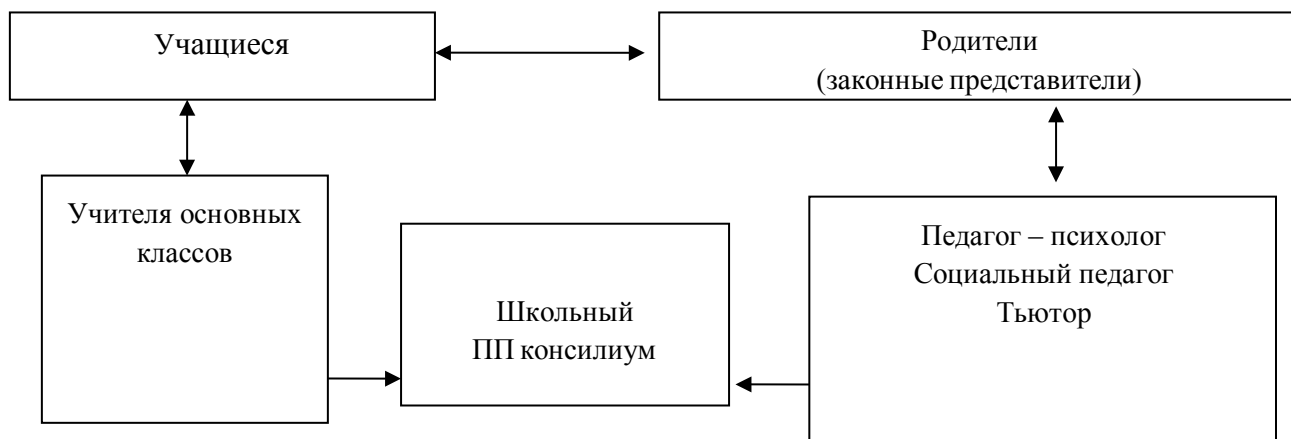 Учащиеся
Родители
(законные представители)
Учителя основных
классов
Школьный
ПП консилиум
Педагог – психолог
Социальный педагог
Тьютор